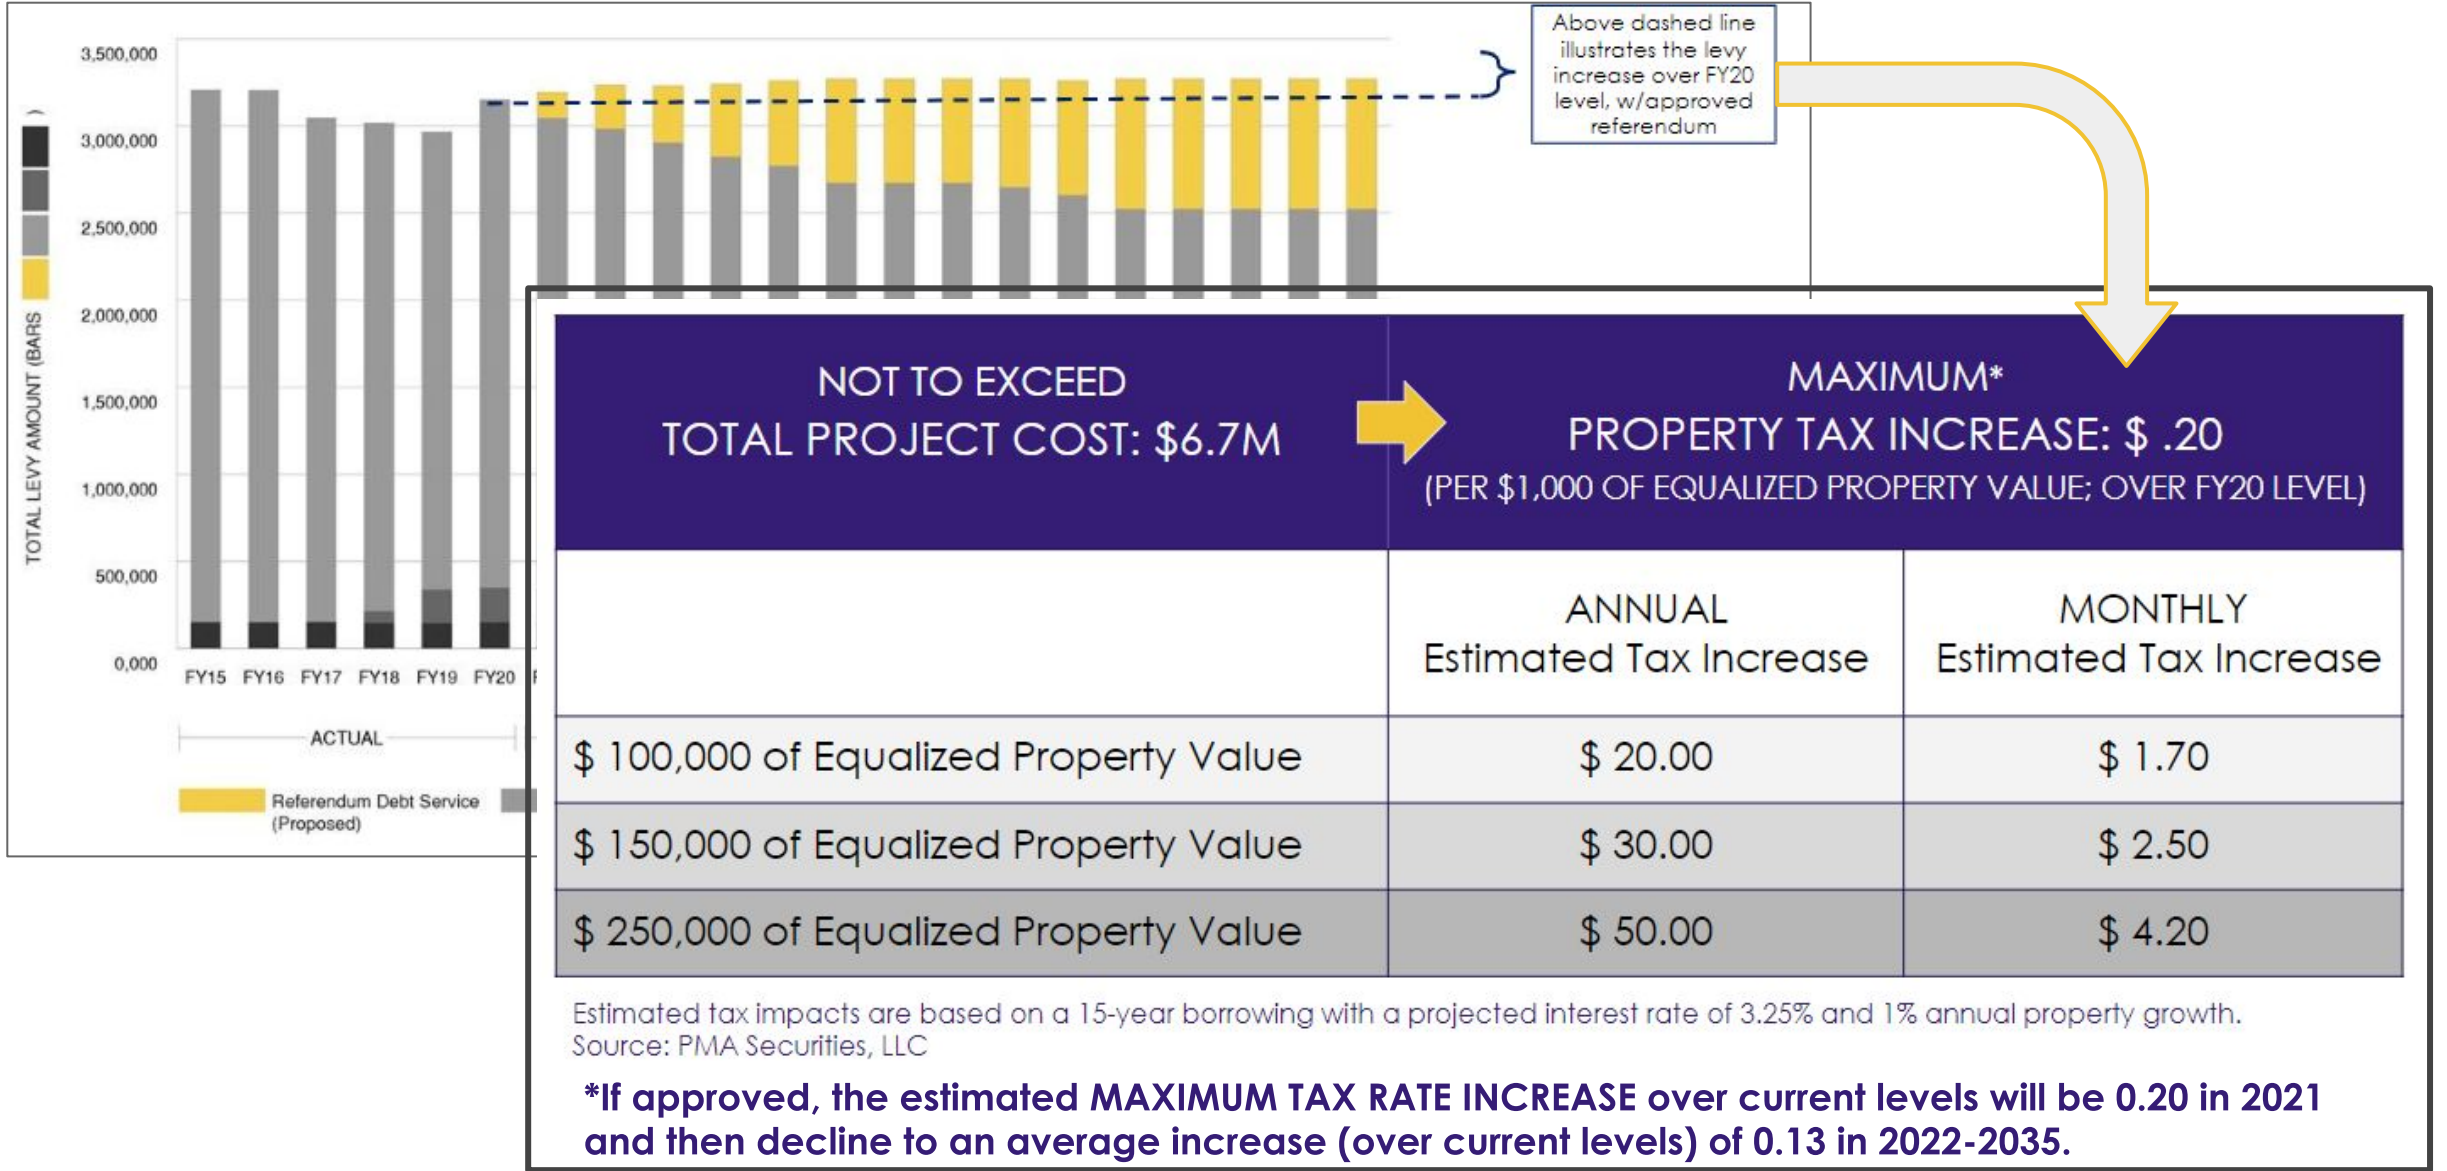 Above dashed line
illustrates the levy
increase over FY20
level, w/approved
referendum
3,500,000
3,000,000
2,500,000
2,000,000
1,500,000
1,000,000
500,000
0,000
TOTAL LEVY AMOUNT (BARS )
FY15 FY16 FY17 FY18 FY19 FY20
ACTUAL
Referendum Debt Service
(Proposed)
NOT TO EXCEED
TOTAL PROJECT COST: $6.7M
MAXIMUM*
PROPERTY TAX INCREASE: $ .20
(PER $1,000 OF EQUALIZED PROPERTY VALUE; OVER FY20 LEVEL)
ANNUAL
Estimated Tax Increase
MONTHLY
Estimated Tax Increase
$ 100,000 of Equalized Property Value $ 20.00 $ 1.70
$ 150,000 of Equalized Property Value $ 30.00 $ 2.50
$ 250,000 of Equalized Property Value $ 50.00 $ 4.20
Estimated tax impacts are based on a 15-year borrowing with a projected interest rate of 3.25% and 1% annual property growth.
Source: PMA Securities, LLC
*If approved, the estimated MAXIMUM TAX RATE INCREASE over current levels will be 0.20 in 2021
and then decline to an average increase (over current levels) of 0.13 in 2022-2035.